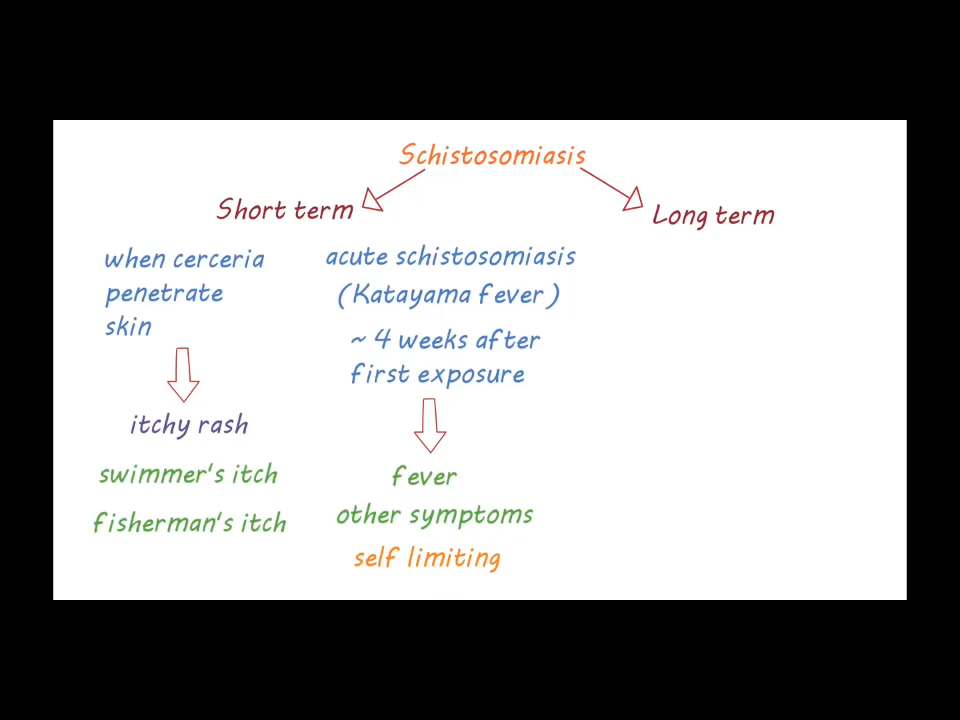 Schistosomiasis
Short term
Long term
when cerceria
penetrate
skin
itchy rash
swimmer's itch
fisherman's itch
acute schistosomiasis
(Katayama fever)
~ 4 weeks after
first exposure
fever
other symptoms
self limiting